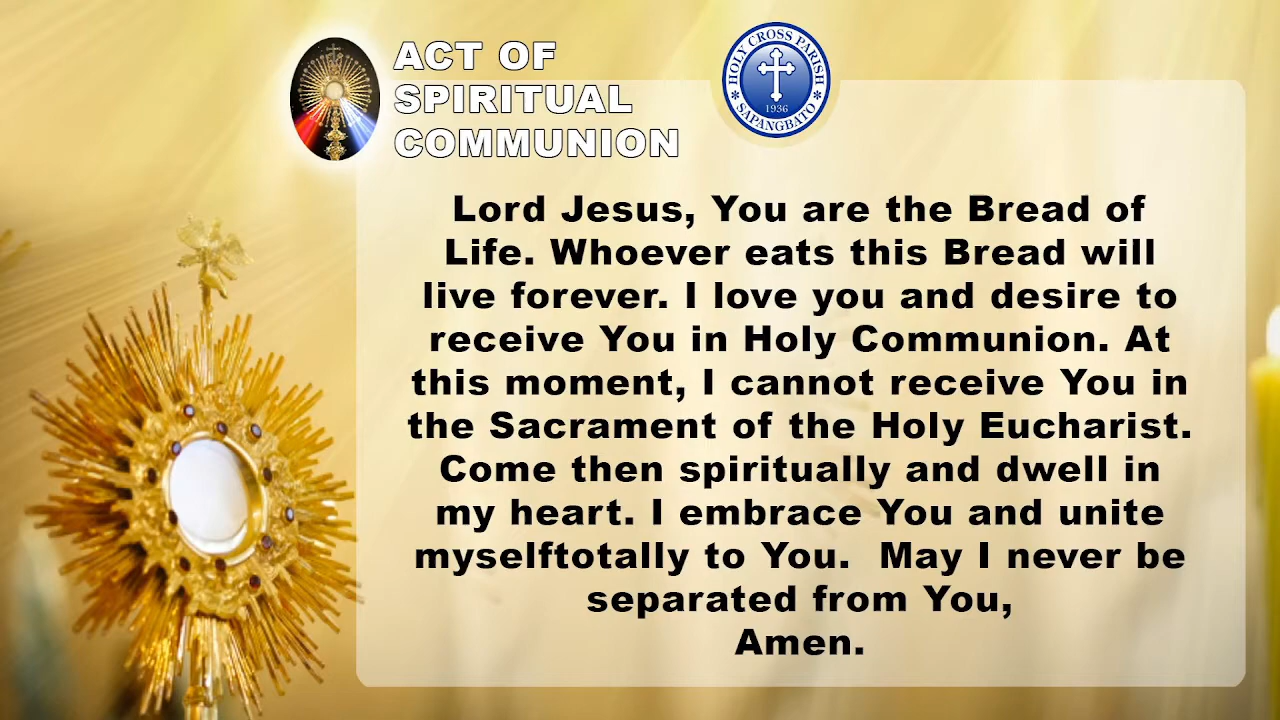 ACT OF
SPIRITUAL
COMMUNION
HOLY CROSS PARISH
1936
SAPANGBATO
Lord Jesus, You are the Bread of
Life. Whoever eats this Bread will
live forever. I love you and desire to
receive You in Holy Communion. At
this moment, I cannot receive You in
the Sacrament of the Holy Eucharist.
Come then spiritually and dwell in
my heart. I embrace You and unite
myselftotally to You.  May I never be
separated from You,
Amen.